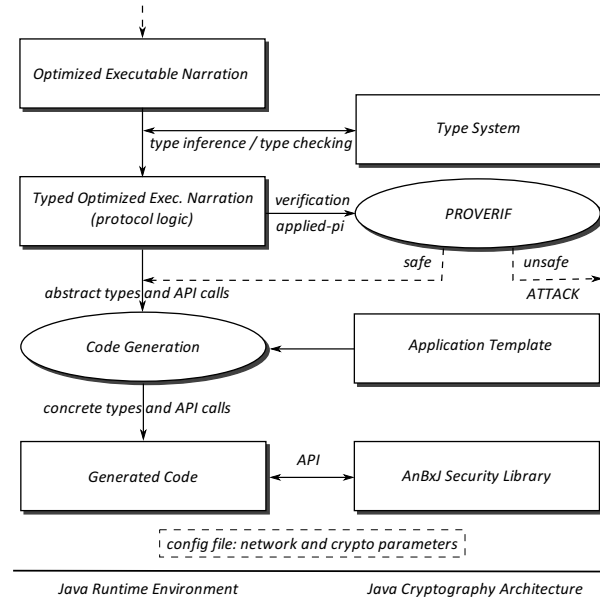 Optimized Executable Narration
Type System
type inference / type checking
Typed Optimized Exec. Narration
(protocol logic)
verification
applied-pi
PROVERIF
safe
unsafe
ATTACK
abstract types and API calls
Code Generation
Application Template
concrete types and API calls
Generated Code
API
AnBxJ Security Library
config file: network and crypto parameters
Java Runtime Environment
Java Cryptography Architecture